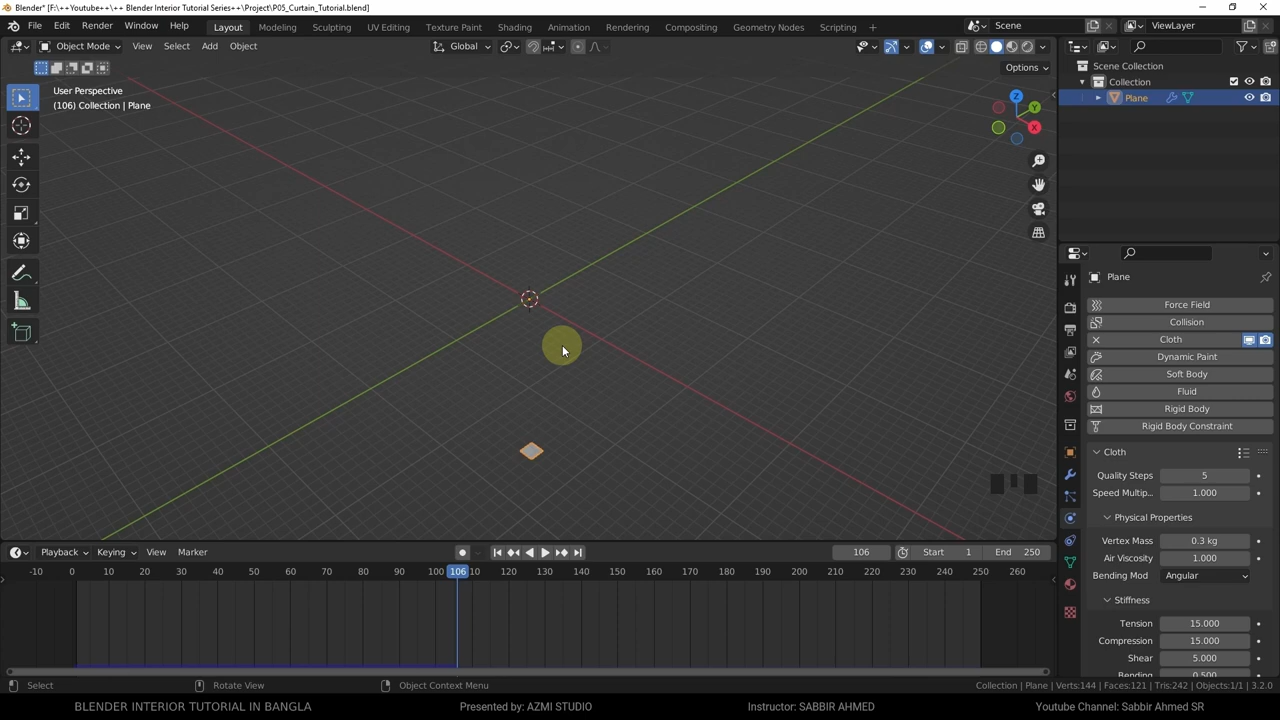 Blender* [F:\++Youtube++\++ Blender Interior Tutorial Series++\Project\P05_Curtain_Tutorial.blend]
File Edit Render Window Help Layout Modeling Sculpting UV Editing Texture Paint Shading Animation Rendering Compositing Geometry Nodes Scripting Scene ViewLayer
Object Mode View Select Add Object Global
Options
User Perspective
(106) Collection | Plane
Z
Y
X
Scene Collection
Collection
Plane
Plane
Force Field
Collision
Cloth
Dynamic Paint
Soft Body
Fluid
Rigid Body
Rigid Body Constraint
Cloth
Quality Steps 5
Speed Multip... 1.000
Physical Properties
Vertex Mass 0.3 kg
Air Viscosity 1.000
Bending Mod Angular
Stiffness
Tension 15.000
Compression 15.000
Shear 5.000
Playback Keying View Marker 106 Start 1 End 250
-10 0 10 20 30 40 50 60 70 80 90 100 106 10 120 130 140 150 160 170 180 190 200 210 220 230 240 250 260
Select Rotate View Object Context Menu Collection | Plane | Verts:144 | Faces:121 | Tris:242 | Objects:1/1 | 3.2.0
BLENDER INTERIOR TUTORIAL IN BANGLA Presented by: AZMI STUDIO Instructor: SABBIR AHMED Youtube Channel: Sabbir Ahmed SR